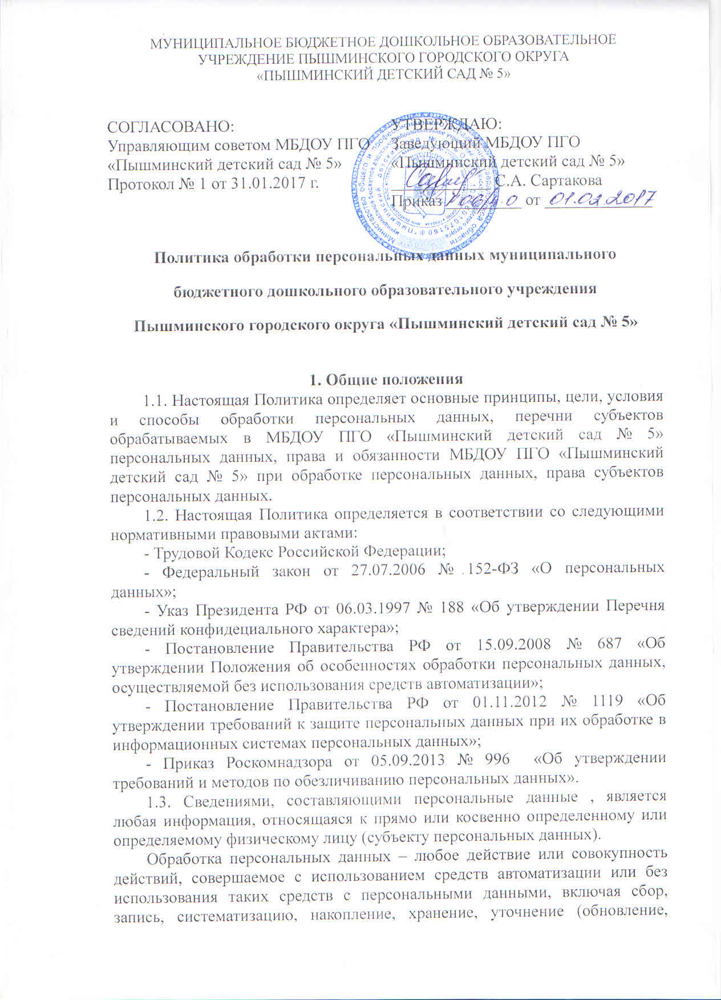 МУНИЦИПАЛЬНОЕ БЮДЖЕТНОЕ ДОШКОЛЬНОЕ ОБРАЗОВАТЕЛЬНОЕ
УЧРЕЖДЕНИЕ ПЫШМИНСКОГО ГОРОДСКОГО ОКРУГА
«ПЫШМИНСКИЙ ДЕТСКИЙ САД № 5»
СОГЛАСОВАНО:
Управляющим советом МБДОУ ПГО
«Пышминский детский сад № 5»
Протокол № 1 от 31.01.2017 г.
УТВЕРЖДАЮ:
Заведующий МБДОУ ПГО
«Пышминский детский сад № 5»
С.А. Сартакова
Приказ от 01.02.2017
Политика обработки персональных данных муниципального
бюджетного дошкольного образовательного учреждения
Пышминского городского округа «Пышминский детский сад № 5»
1. Общие положения
1.1. Настоящая Политика определяет основные принципы, цели, условия
и способы обработки персональных данных, перечни субъектов
обрабатываемых в МБДОУ ПГО «Пышминский детский сад № 5»
персональных данных, права и обязанности МБДОУ ПГО «Пышминский
детский сад № 5» при обработке персональных данных, права субъектов
персональных данных.
1.2. Настоящая Политика определяется в соответствии со следующими
нормативными правовыми актами:
- Трудовой Кодекс Российской Федерации;
- Федеральный закон от 27.07.2006 № 152-ФЗ «О персональных
данных»;
- Указ Президента РФ от 06.03.1997 № 188 «Об утверждении Перечня
сведений конфидециального характера»;
- Постановление Правительства РФ от 15.09.2008 № 687 «Об
утверждении Положения об особенностях обработки персональных данных,
осуществляемой без использования средств автоматизации»;
- Постановление Правительства РФ от 01.11.2012 № 1119 «Об
утверждении требований к защите персональных данных при их обработке в
информационных системах персональных данных»;
- Приказ Роскомнадзора от 05.09.2013 № 996 «Об утверждении
требований и методов по обезличиванию персональных данных».
1.3. Сведениями, составляющими персональные данные , является
любая информация, относящаяся к прямо или косвенно определенному или
определяемому физическому лицу (субъекту персональных данных).
Обработка персональных данных – любое действие или совокупность
действий, совершаемое с использованием средств автоматизации или без
использования таких средств с персональными данными, включая сбор,
запись, систематизацию, накопление, хранение, уточнение (обновление,